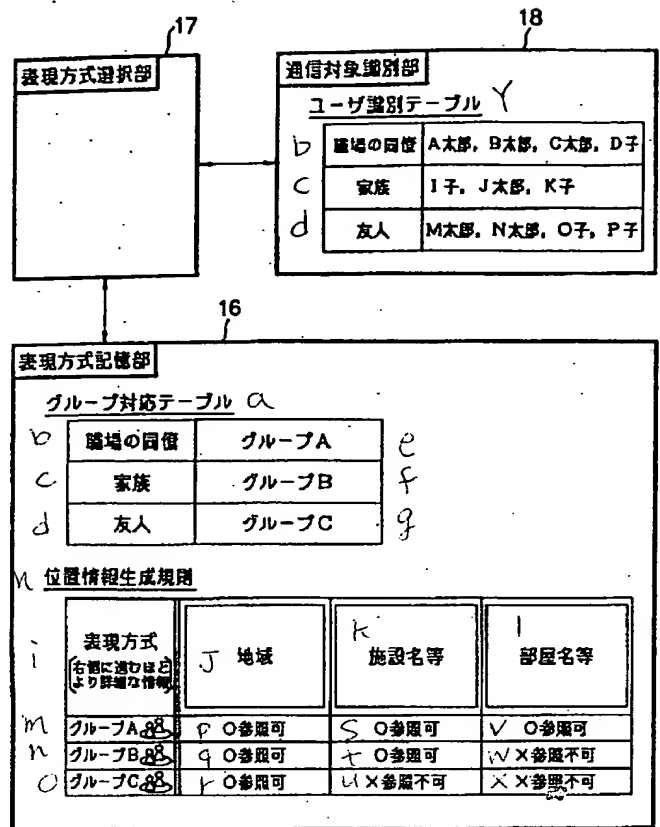 17
18
表現方式選択部
通信対象識別部
ユーザ識別テーブル Y
b 職場の同僚 A太郎, B太郎, C太郎, D子
c 家族 I子, J太郎, K子
d 友人 M太郎, N太郎, O子, P子
16
表現方式記憶部
グループ対応テーブル a
b 職場の同僚 グループA e
c 家族 グループB f
d 友人 グループC g
n 位置情報生成規則
i 表現方式 J 地域 K 施設名等 l 部屋名等
[右側に進むほど
より詳細な情報]
m グループA p O参照可 S O参照可 V O参照可
n グループB q O参照可 t O参照可 W X参照不可
o グループC r O参照可 u X参照不可 X X参照不可